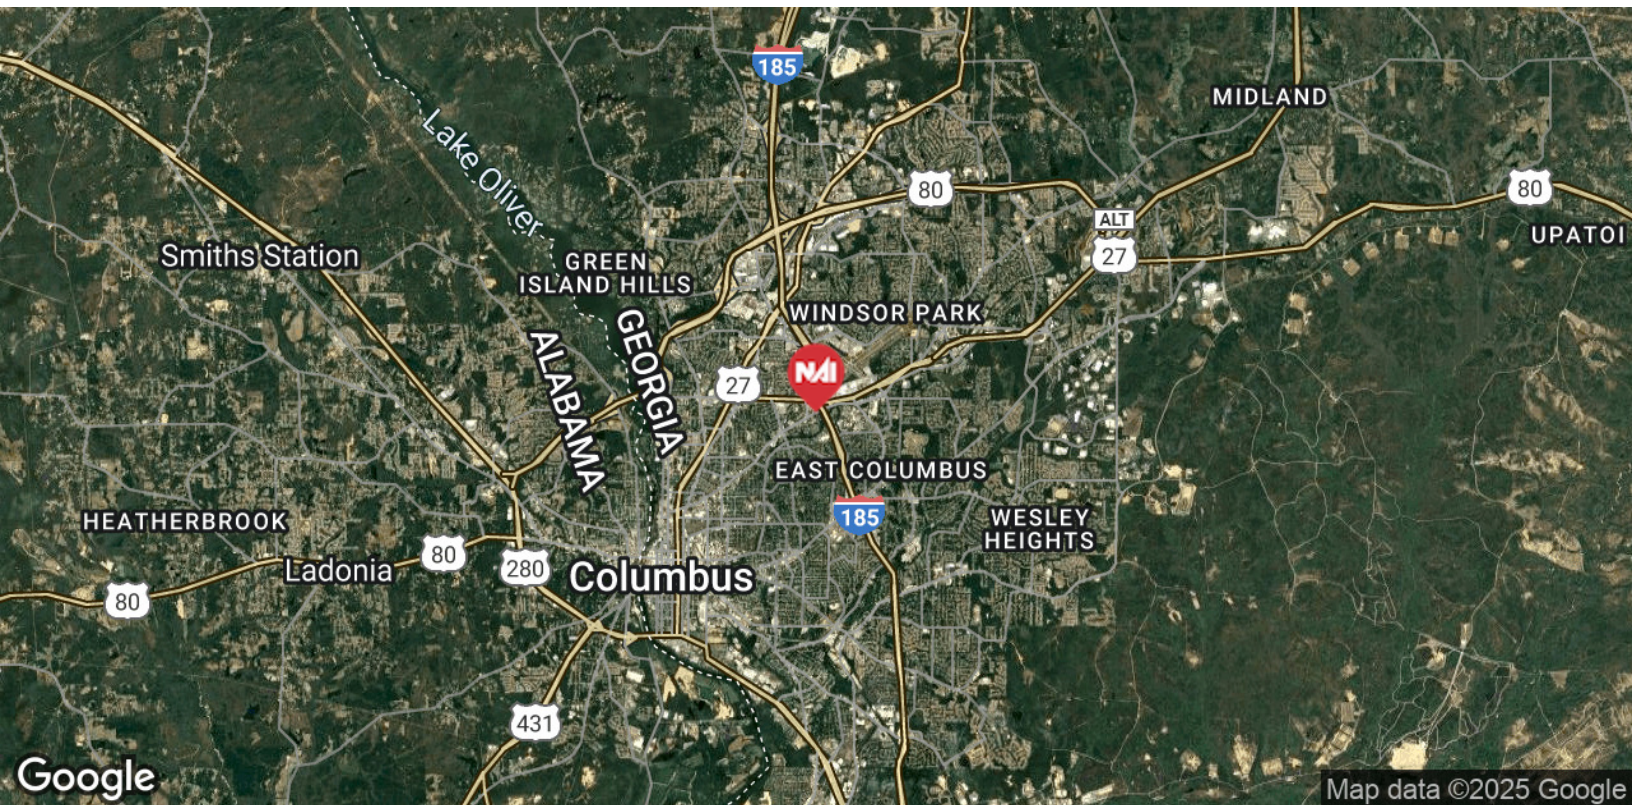 185
MIDLAND
Lake Oliver
80
80
ALT
27
UPATOI
Smiths Station
GREEN
ISLAND HILLS
WINDSOR PARK
GEORGIA
ALABAMA
NAI
27
EAST COLUMBUS
185
WESLEY
HEIGHTS
HEATHERBROOK
80
280
Ladonia
Columbus
80
431
Google
Map data ©2025 Google